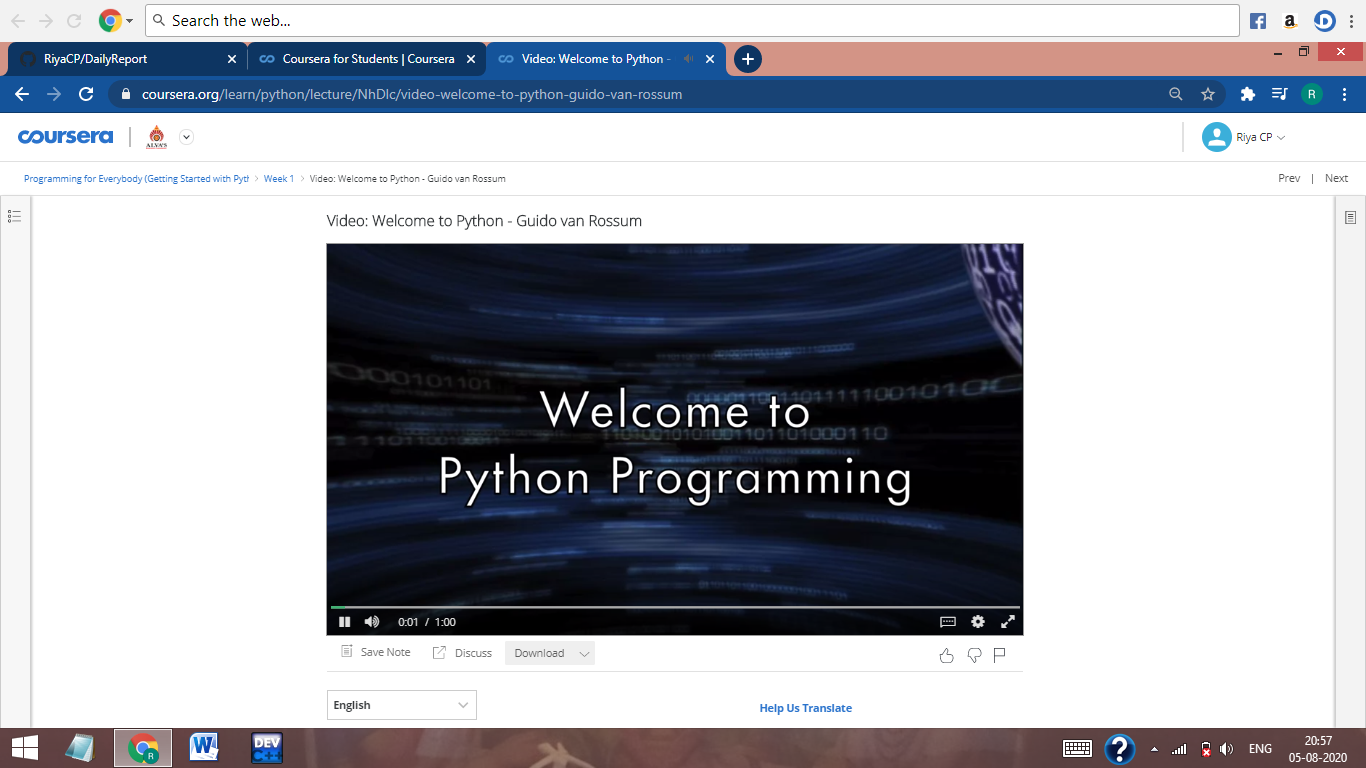 Search the web...
RiyaCP/DailyReport
Coursera for Students | Coursera
Video: Welcome to Python -
coursera.org/learn/python/lecture/NhDlc/video-welcome-to-python-guido-van-rossum
R
coursera
ALVA'S
Riya CP
Programming for Everybody (Getting Started with Pyth > Week 1 > Video: Welcome to Python - Guido van Rossum
Prev | Next
Video: Welcome to Python - Guido van Rossum
Welcome to
Python Programming
0:01 / 1:00
Save Note
Discuss
Download
English
Help Us Translate
R
W
DEV
C++
ENG
20:57
05-08-2020